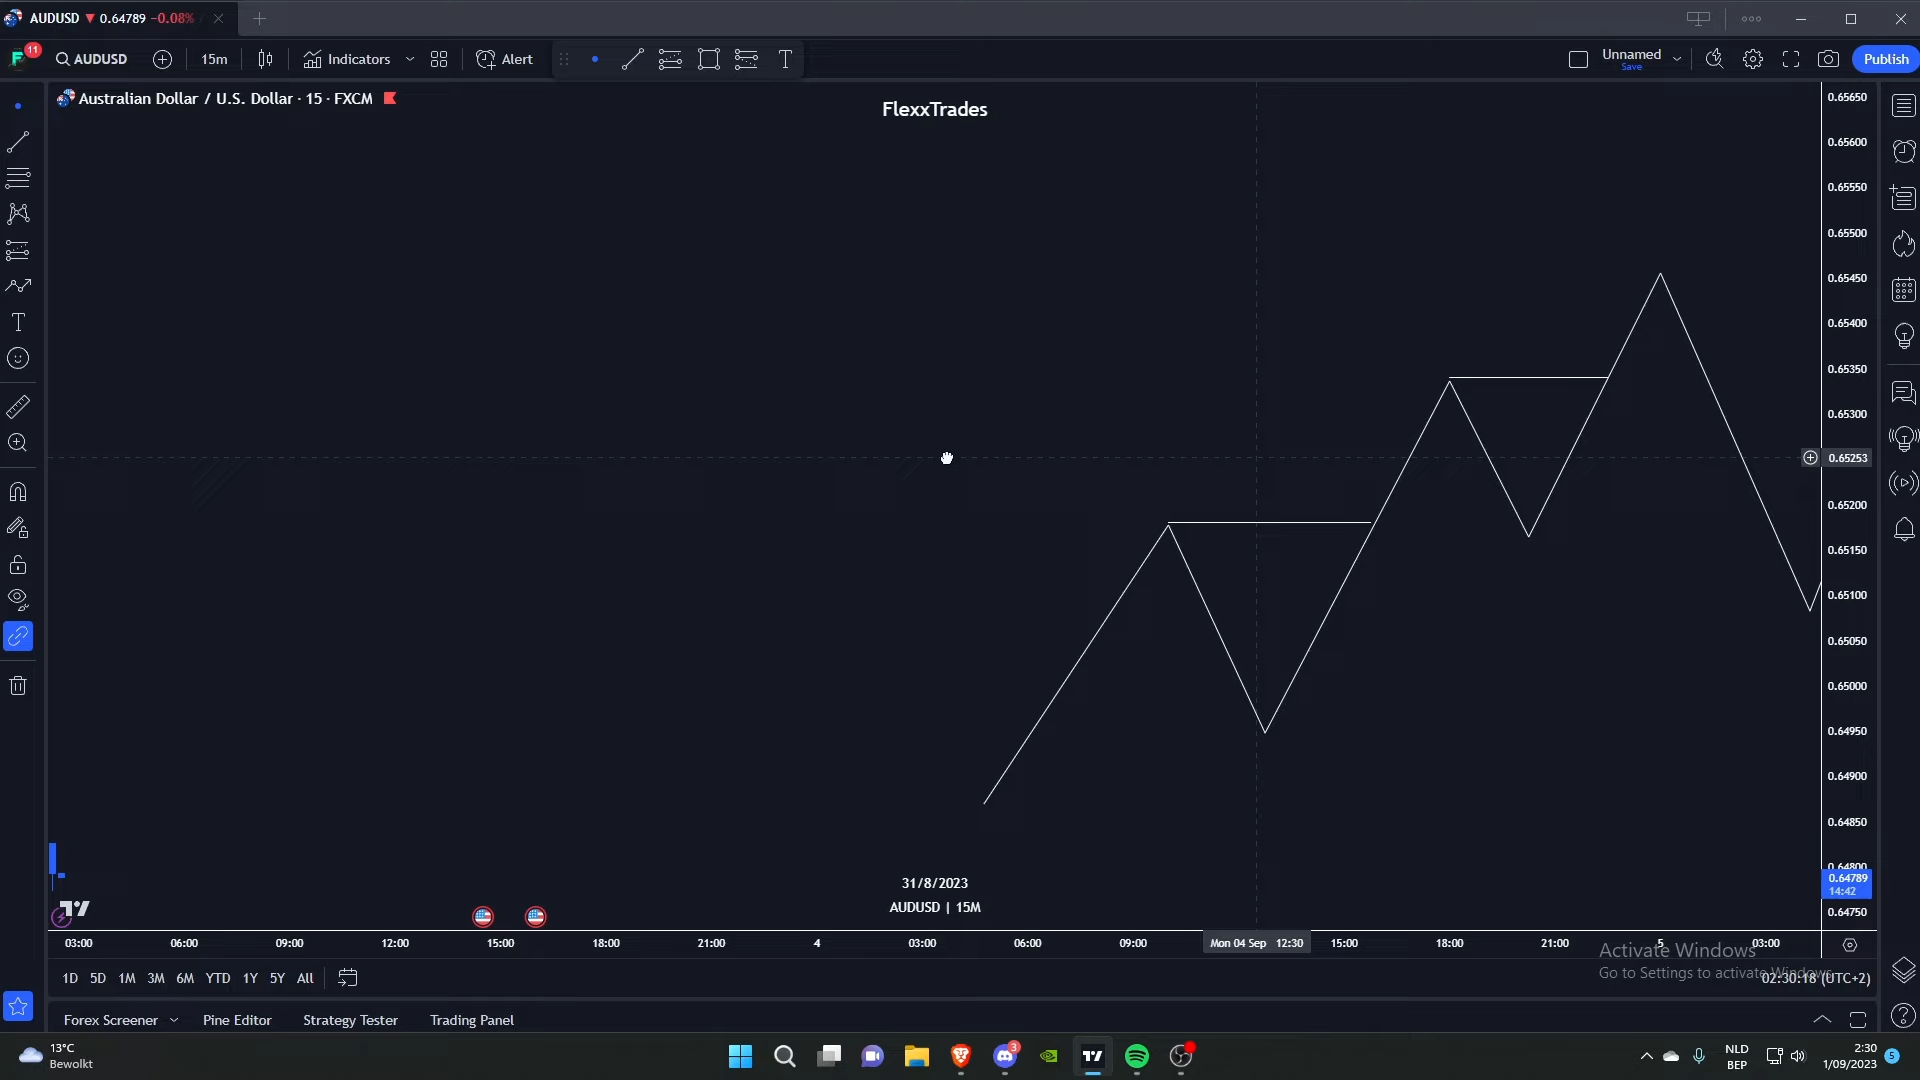 AUDUSD ▼ 0.64789 −0.08%
11
AUDUSD
15m
Indicators
Alert
T
Unnamed
Save
Publish
Australian Dollar / U.S. Dollar · 15 · FXCM
FlexxTrades
0.65650
0.65600
0.65550
0.65500
0.65450
0.65400
0.65350
0.65300
0.65253
0.65200
0.65150
0.65100
0.65050
0.65000
0.64950
0.64900
0.64850
0.64800
0.64789
14:42
0.64750
31/8/2023
AUDUSD | 15M
03:00 06:00 09:00 12:00 15:00 18:00 21:00 4 03:00 06:00 09:00 Mon 04 Sep 12:30 15:00 18:00 21:00 5 03:00
Activate Windows
Go to Settings to activate Windows.
1D 5D 1M 3M 6M YTD 1Y 5Y All
02:30:18 (UTC+2)
Forex Screener Pine Editor Strategy Tester Trading Panel
13°C
Bewolkt
3
NLD
BEP
2:30
1/09/2023
5